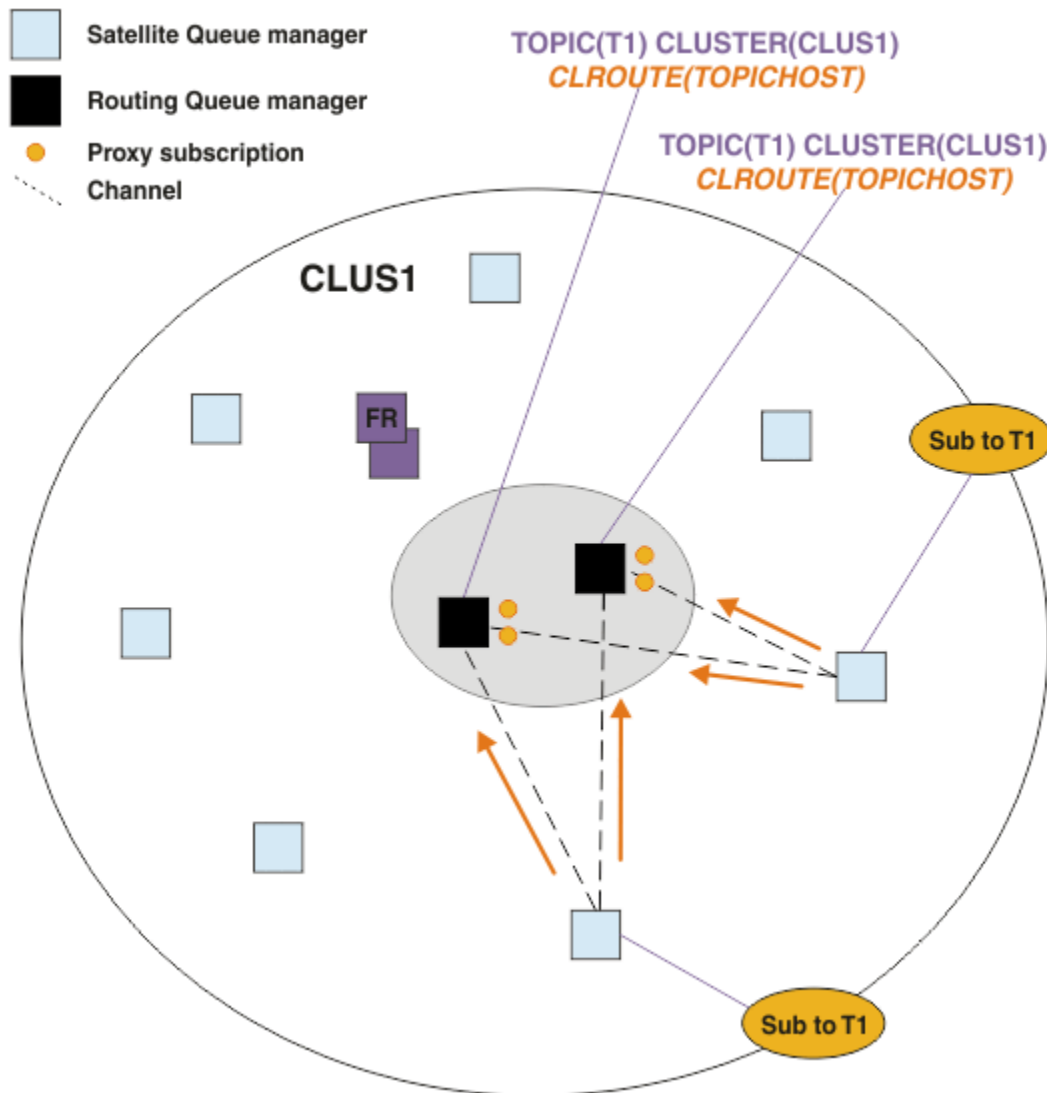 Satellite Queue manager
Routing Queue manager
Proxy subscription
Channel
TOPIC(T1) CLUSTER(CLUS1)
CLROUTE(TOPICHOST)
TOPIC(T1) CLUSTER(CLUS1)
CLROUTE(TOPICHOST)
CLUS1
FR
Sub to T1
Sub to T1